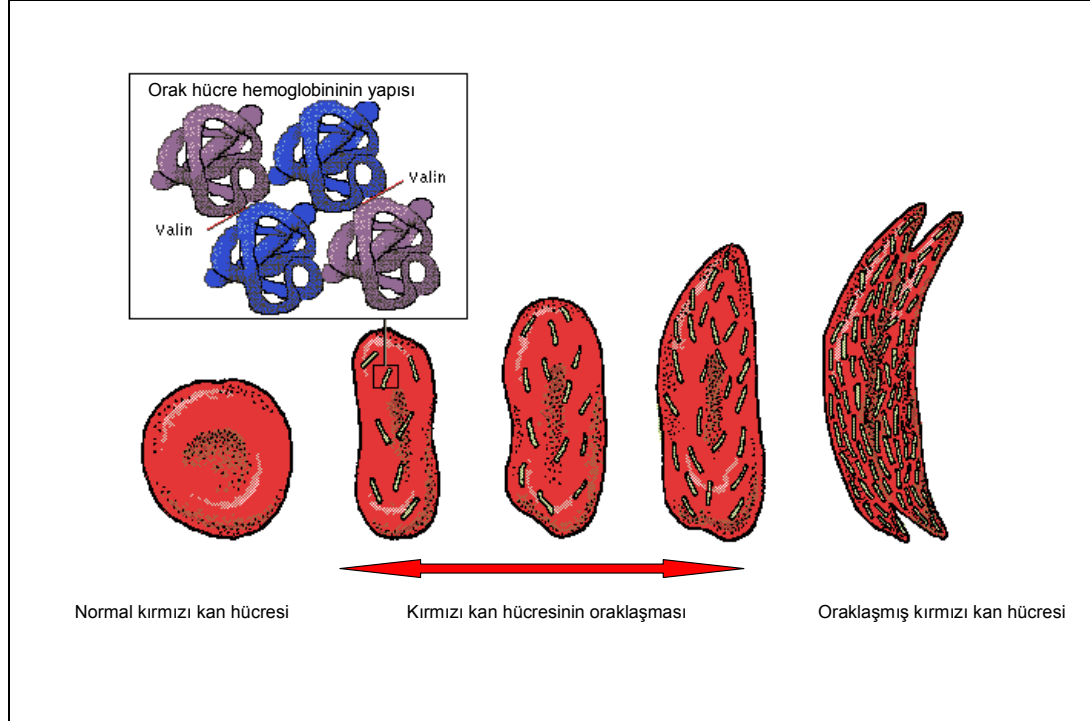 Orak hücre hemoglobininin yapısı
Valin
Valin
Normal kırmızı kan hücresi
Kırmızı kan hücresinin oraklaşması
Oraklaşmış kırmızı kan hücresi